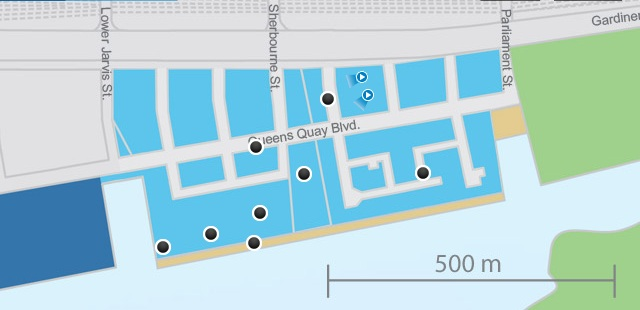 Lower Jarvis St.
Sherbourne St.
Parliament St.
Gardiner
Queens Quay Blvd.
500 m